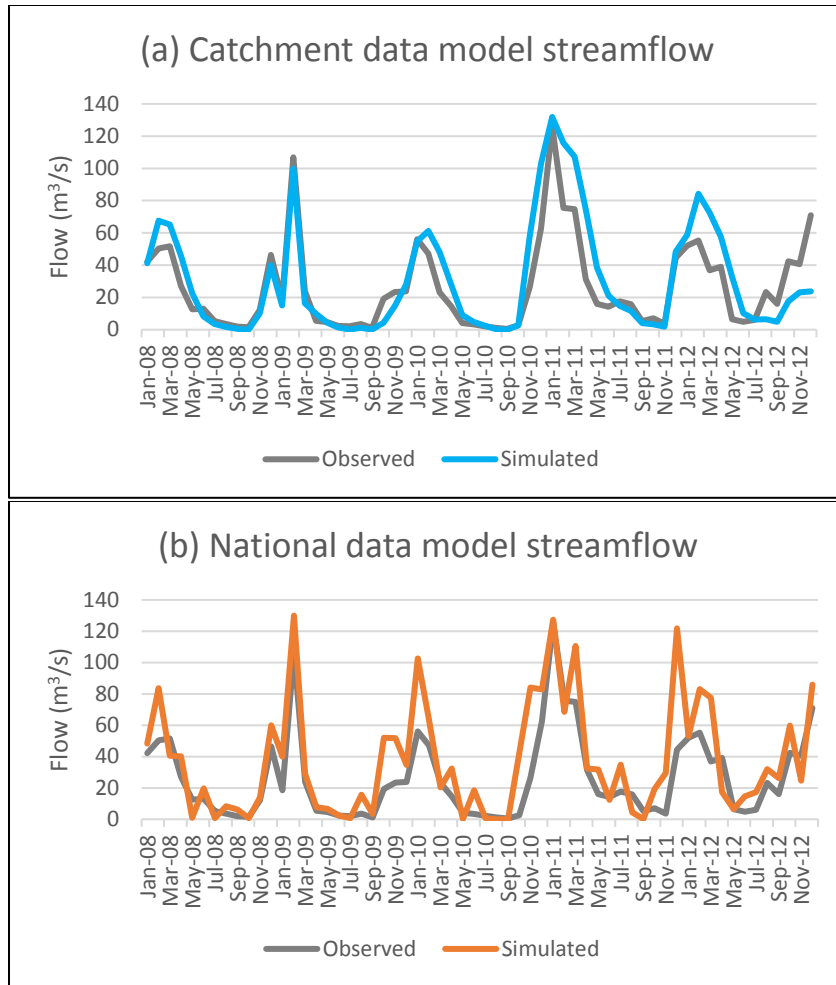 (a) Catchment data model streamflow
140
120
100
80
60
40
20
0
Flow (m³/s)
Jan-08
Mar-08
May-08
Jul-08
Sep-08
Nov-08
Jan-09
Mar-09
May-09
Jul-09
Sep-09
Nov-09
Jan-10
Mar-10
May-10
Jul-10
Sep-10
Nov-10
Jan-11
Mar-11
May-11
Jul-11
Sep-11
Nov-11
Jan-12
Mar-12
May-12
Jul-12
Sep-12
Nov-12
Observed Simulated
(b) National data model streamflow
140
120
100
80
60
40
20
0
Flow (m³/s)
Jan-08
Mar-08
May-08
Jul-08
Sep-08
Nov-08
Jan-09
Mar-09
May-09
Jul-09
Sep-09
Nov-09
Jan-10
Mar-10
May-10
Jul-10
Sep-10
Nov-10
Jan-11
Mar-11
May-11
Jul-11
Sep-11
Nov-11
Jan-12
Mar-12
May-12
Jul-12
Sep-12
Nov-12
Observed Simulated